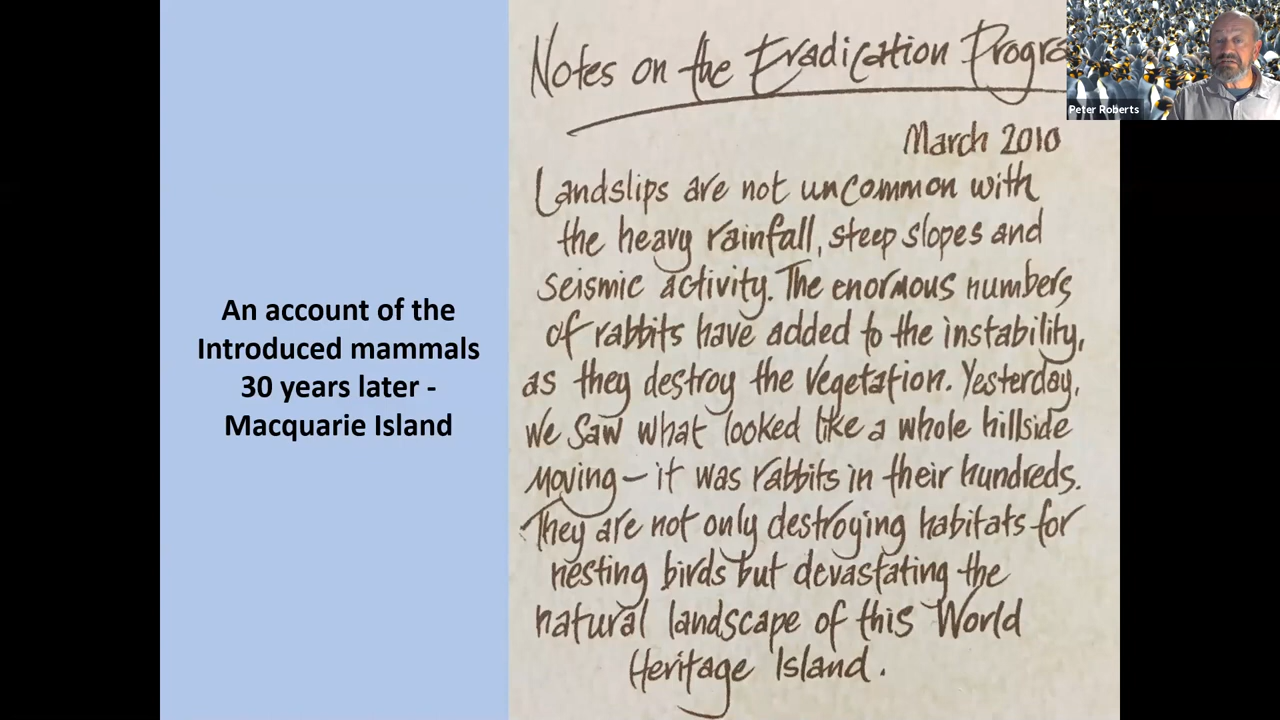 An account of the
Introduced mammals
30 years later -
Macquarie Island
Notes on the Eradication Progra
March 2010
Landslips are not uncommon with
the heavy rainfall, steep slopes and
seismic activity. The enormous numbers
of rabbits have added to the instability,
as they destroy the vegetation. Yesterday,
we saw what looked like a whole hillside
moving – it was rabbits in their hundreds.
They are not only destroying habitats for
nesting birds but devastating the
natural landscape of this World
Heritage Island.
Peter Roberts